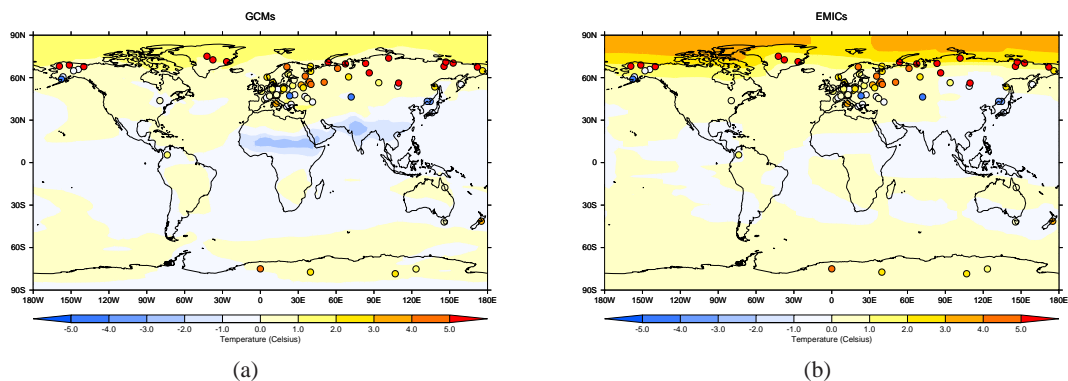 GCMs
90N
60N
30N
0
30S
60S
90S
180W 150W 120W 90W 60W 30W 0 30E 60E 90E 120E 150E 180E
-5.0 -4.0 -3.0 -2.0 -1.0 0.0 1.0 2.0 3.0 4.0 5.0
Temperature (Celsius)
(a)
EMICs
90N
60N
30N
0
30S
60S
90S
180W 150W 120W 90W 60W 30W 0 30E 60E 90E 120E 150E 180E
-5.0 -4.0 -3.0 -2.0 -1.0 0.0 1.0 2.0 3.0 4.0 5.0
Temperature (Celsius)
(b)